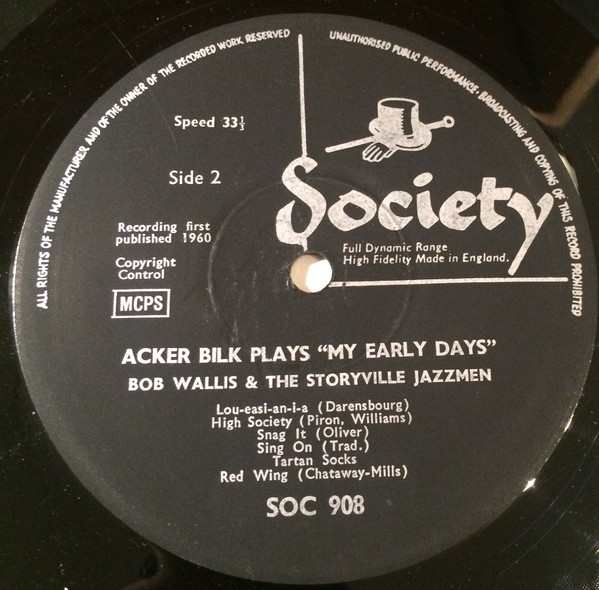 ALL RIGHTS OF THE MANUFACTURER AND OF THE OWNER OF THE RECORDED WORK RESERVED
UNAUTHORISED PUBLIC PERFORMANCE, BROADCASTING AND COPYING OF THIS RECORD PROHIBITED
Speed 33⅓
Side 2
Society
Recording first
published 1960
Full Dynamic Range
High Fidelity Made in England.
Copyright
Control
MCPS
ACKER BILK PLAYS "MY EARLY DAYS"
BOB WALLIS & THE STORYVILLE JAZZMEN
Lou-easi-an-i-a (Darensbourg)
High Society (Piron, Williams)
Snag It (Oliver)
Sing On (Trad.)
Tartan Socks
Red Wing (Chataway-Mills)
SOC 908